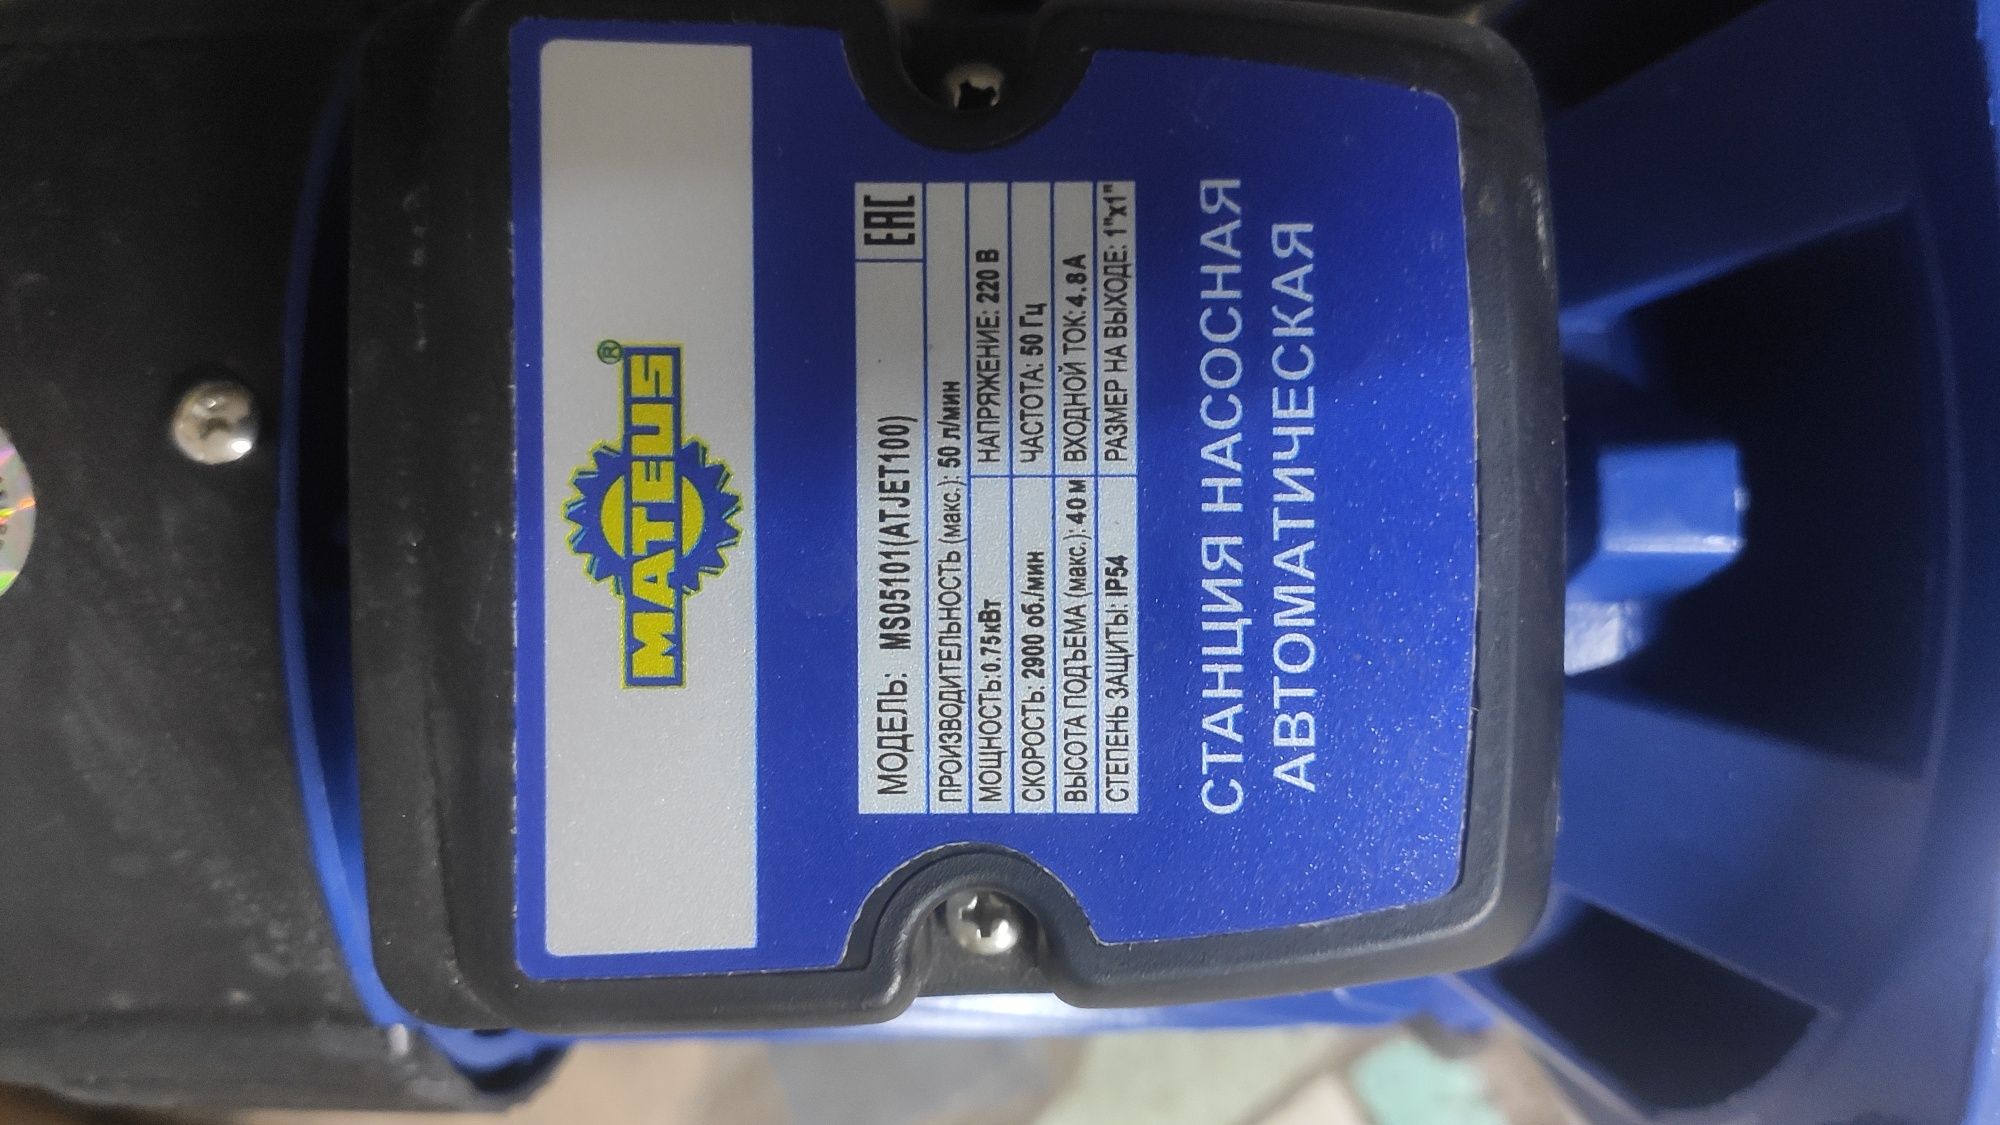 MATEUS®
МОДЕЛЬ: MS05101(ATJET100) EAC
ПРОИЗВОДИТЕЛЬНОСТЬ (макс.): 50 л/мин
МОЩНОСТЬ:0.75кВт НАПРЯЖЕНИЕ: 220 В
СКОРОСТЬ: 2900 об./мин ЧАСТОТА: 50 Гц
ВЫСОТА ПОДЪЕМА (макс.): 40 м ВХОДНОЙ ТОК: 4.8 А
СТЕПЕНЬ ЗАЩИТЫ: IP54 РАЗМЕР НА ВЫХОДЕ: 1"x1"
СТАНЦИЯ НАСОСНАЯ
АВТОМАТИЧЕСКАЯ